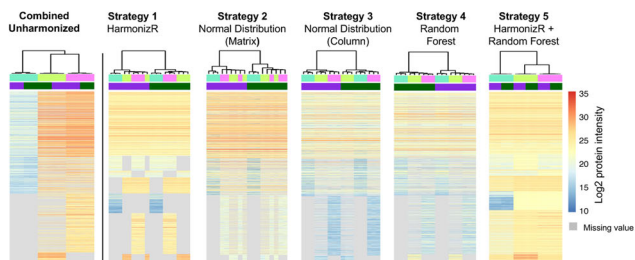 Combined
Unharmonized
Strategy 1
HarmonizR
Strategy 2
Normal Distribution
(Matrix)
Strategy 3
Normal Distribution
(Column)
Strategy 4
Random
Forest
Strategy 5
HarmonizR +
Random Forest
35
30
25
20
15
10
Log2 protein intensity
Missing value